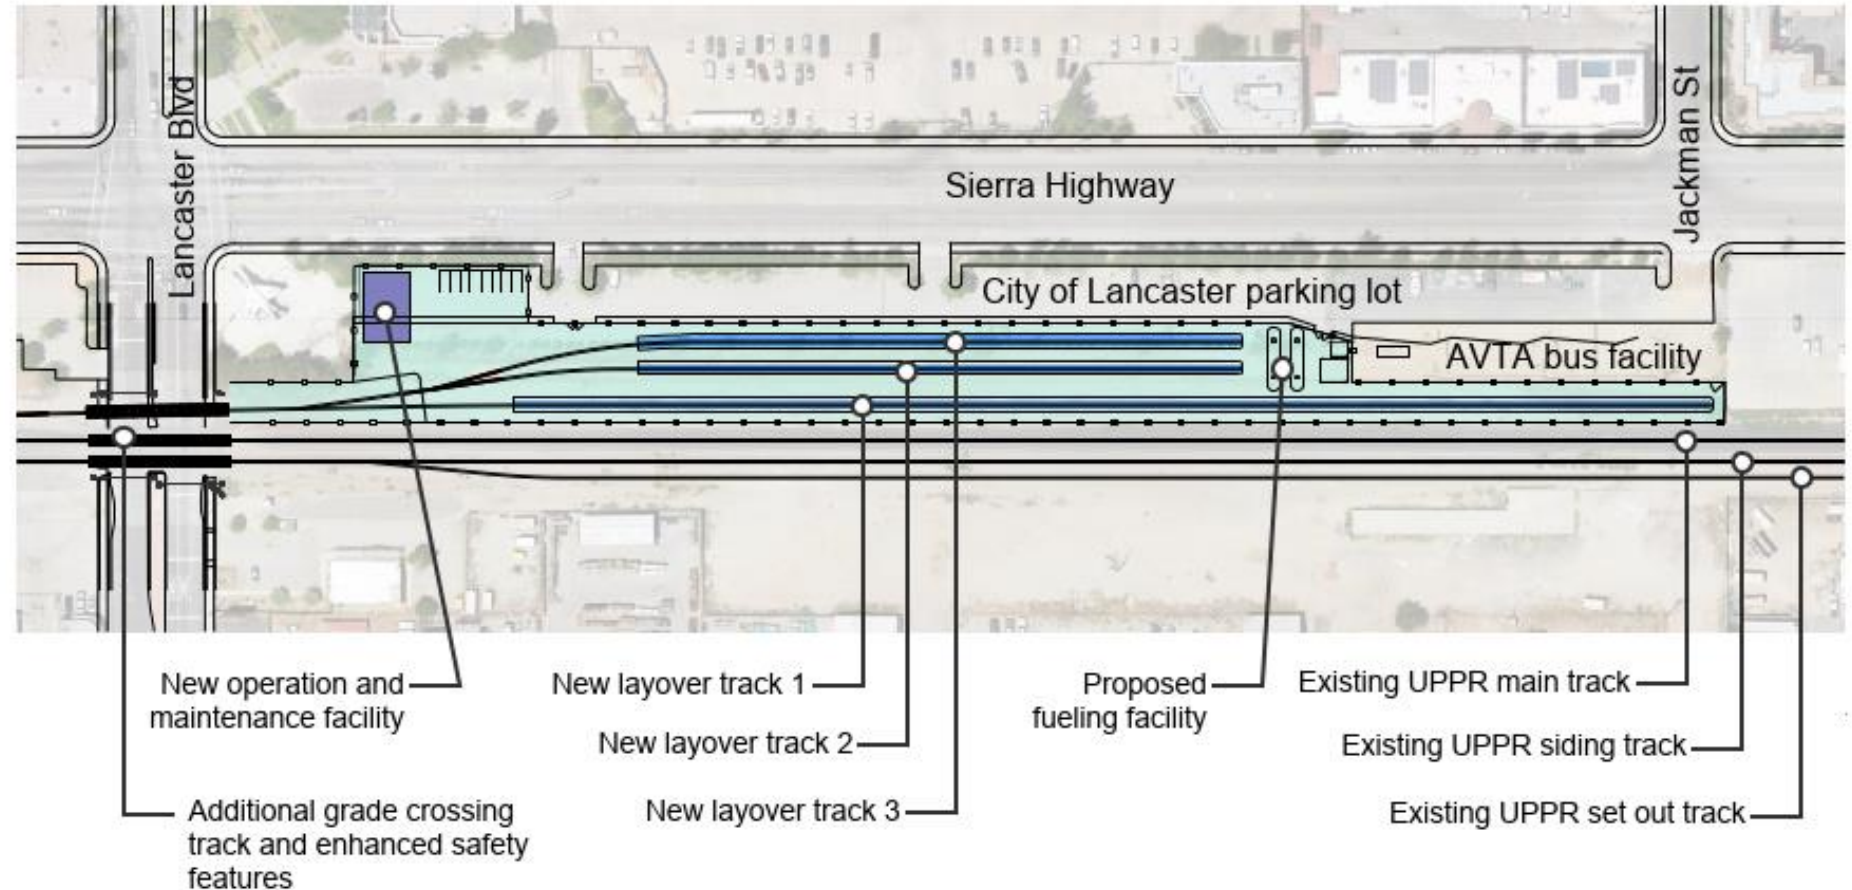 Lancaster Blvd
Jackman St
Sierra Highway
City of Lancaster parking lot
AVTA bus facility
New operation and
maintenance facility
New layover track 1
New layover track 2
New layover track 3
Proposed
fueling facility
Existing UPPR main track
Existing UPPR siding track
Existing UPPR set out track
Additional grade crossing
track and enhanced safety
features